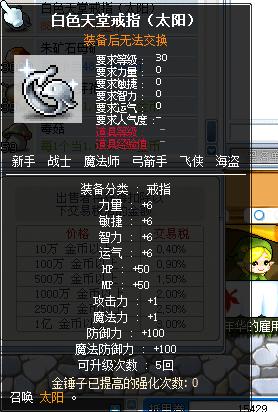 白色天堂戒指（太阳）
装备后无法交换
要求等级： 30
要求力量： 0
要求敏捷： 0
要求智力： 0
要求运气： 0
要求人气度： -
道具等级： -
道具经验值： -
新手 战士 魔法师 弓箭手 飞侠 海盗
装备分类 : 戒指
力量 : +6
敏捷 : +6
智力 : +6
运气 : +6
HP : +50
MP : +50
攻击力 : +1
魔法力 : +1
防御力 : +100
魔法防御力 : +100
可升级次数 : 5回
金锤子已提高的强化次数: 0
召唤 太阳 。
15429